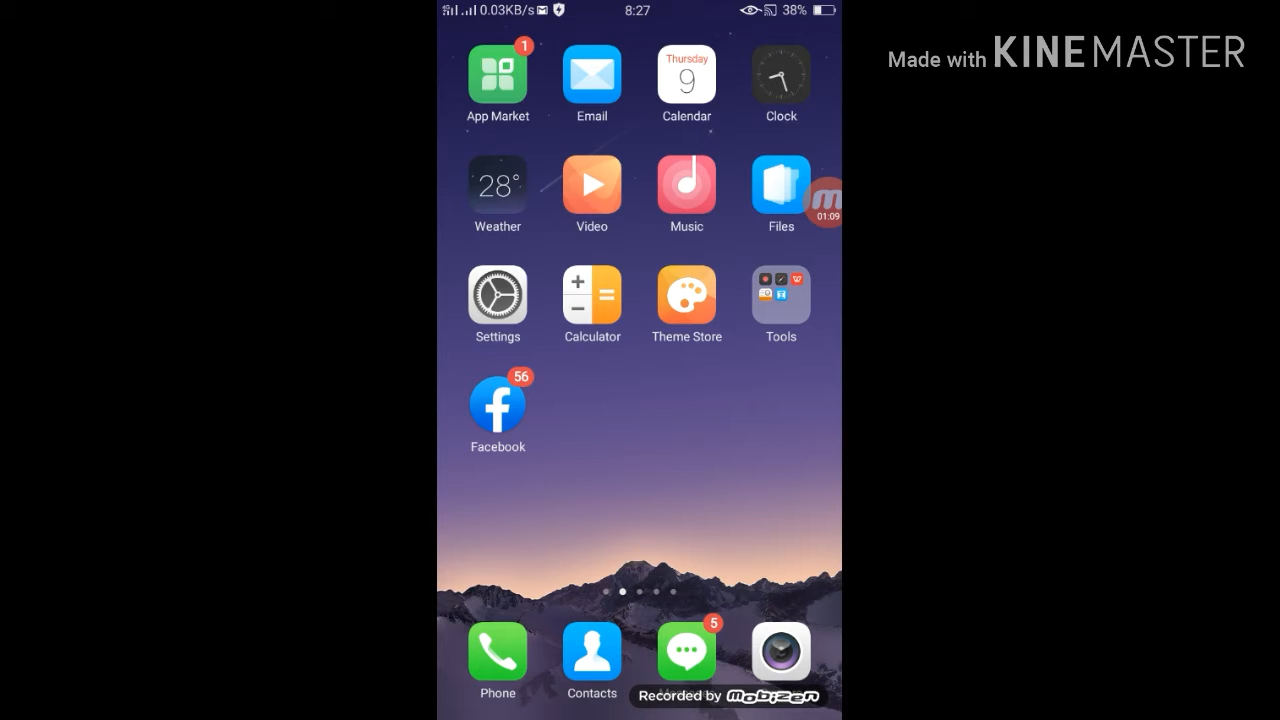 0.03KB/s
8:27
38%
Made with KINEMASTER
1
Thursday
9
App Market
Email
Calendar
Clock
28°
01:09
Weather
Video
Music
Files
Settings
Calculator
Theme Store
Tools
56
Facebook
5
Phone
Contacts
Recorded by mobizen